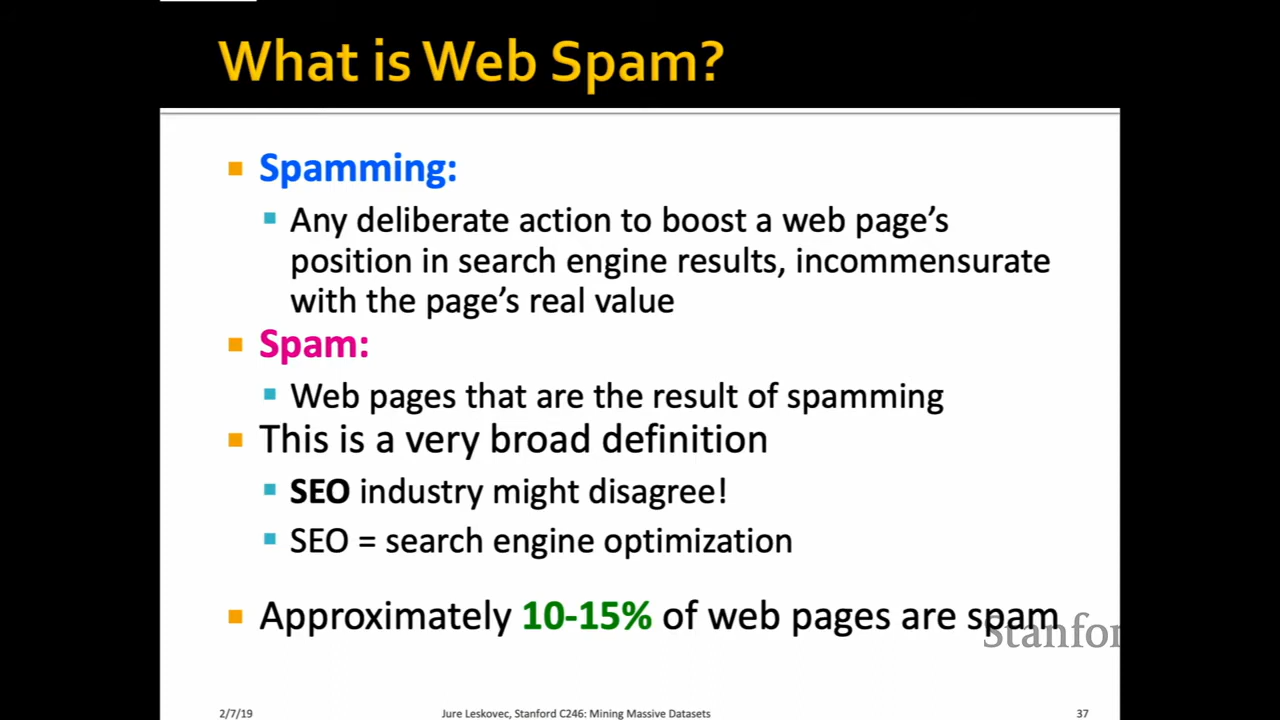 What is Web Spam?
Spamming:
Any deliberate action to boost a web page's
position in search engine results, incommensurate
with the page's real value
Spam:
Web pages that are the result of spamming
This is a very broad definition
SEO industry might disagree!
SEO = search engine optimization
Approximately 10-15% of web pages are spam
Stanfor
2/7/19
Jure Leskovec, Stanford C246: Mining Massive Datasets
37